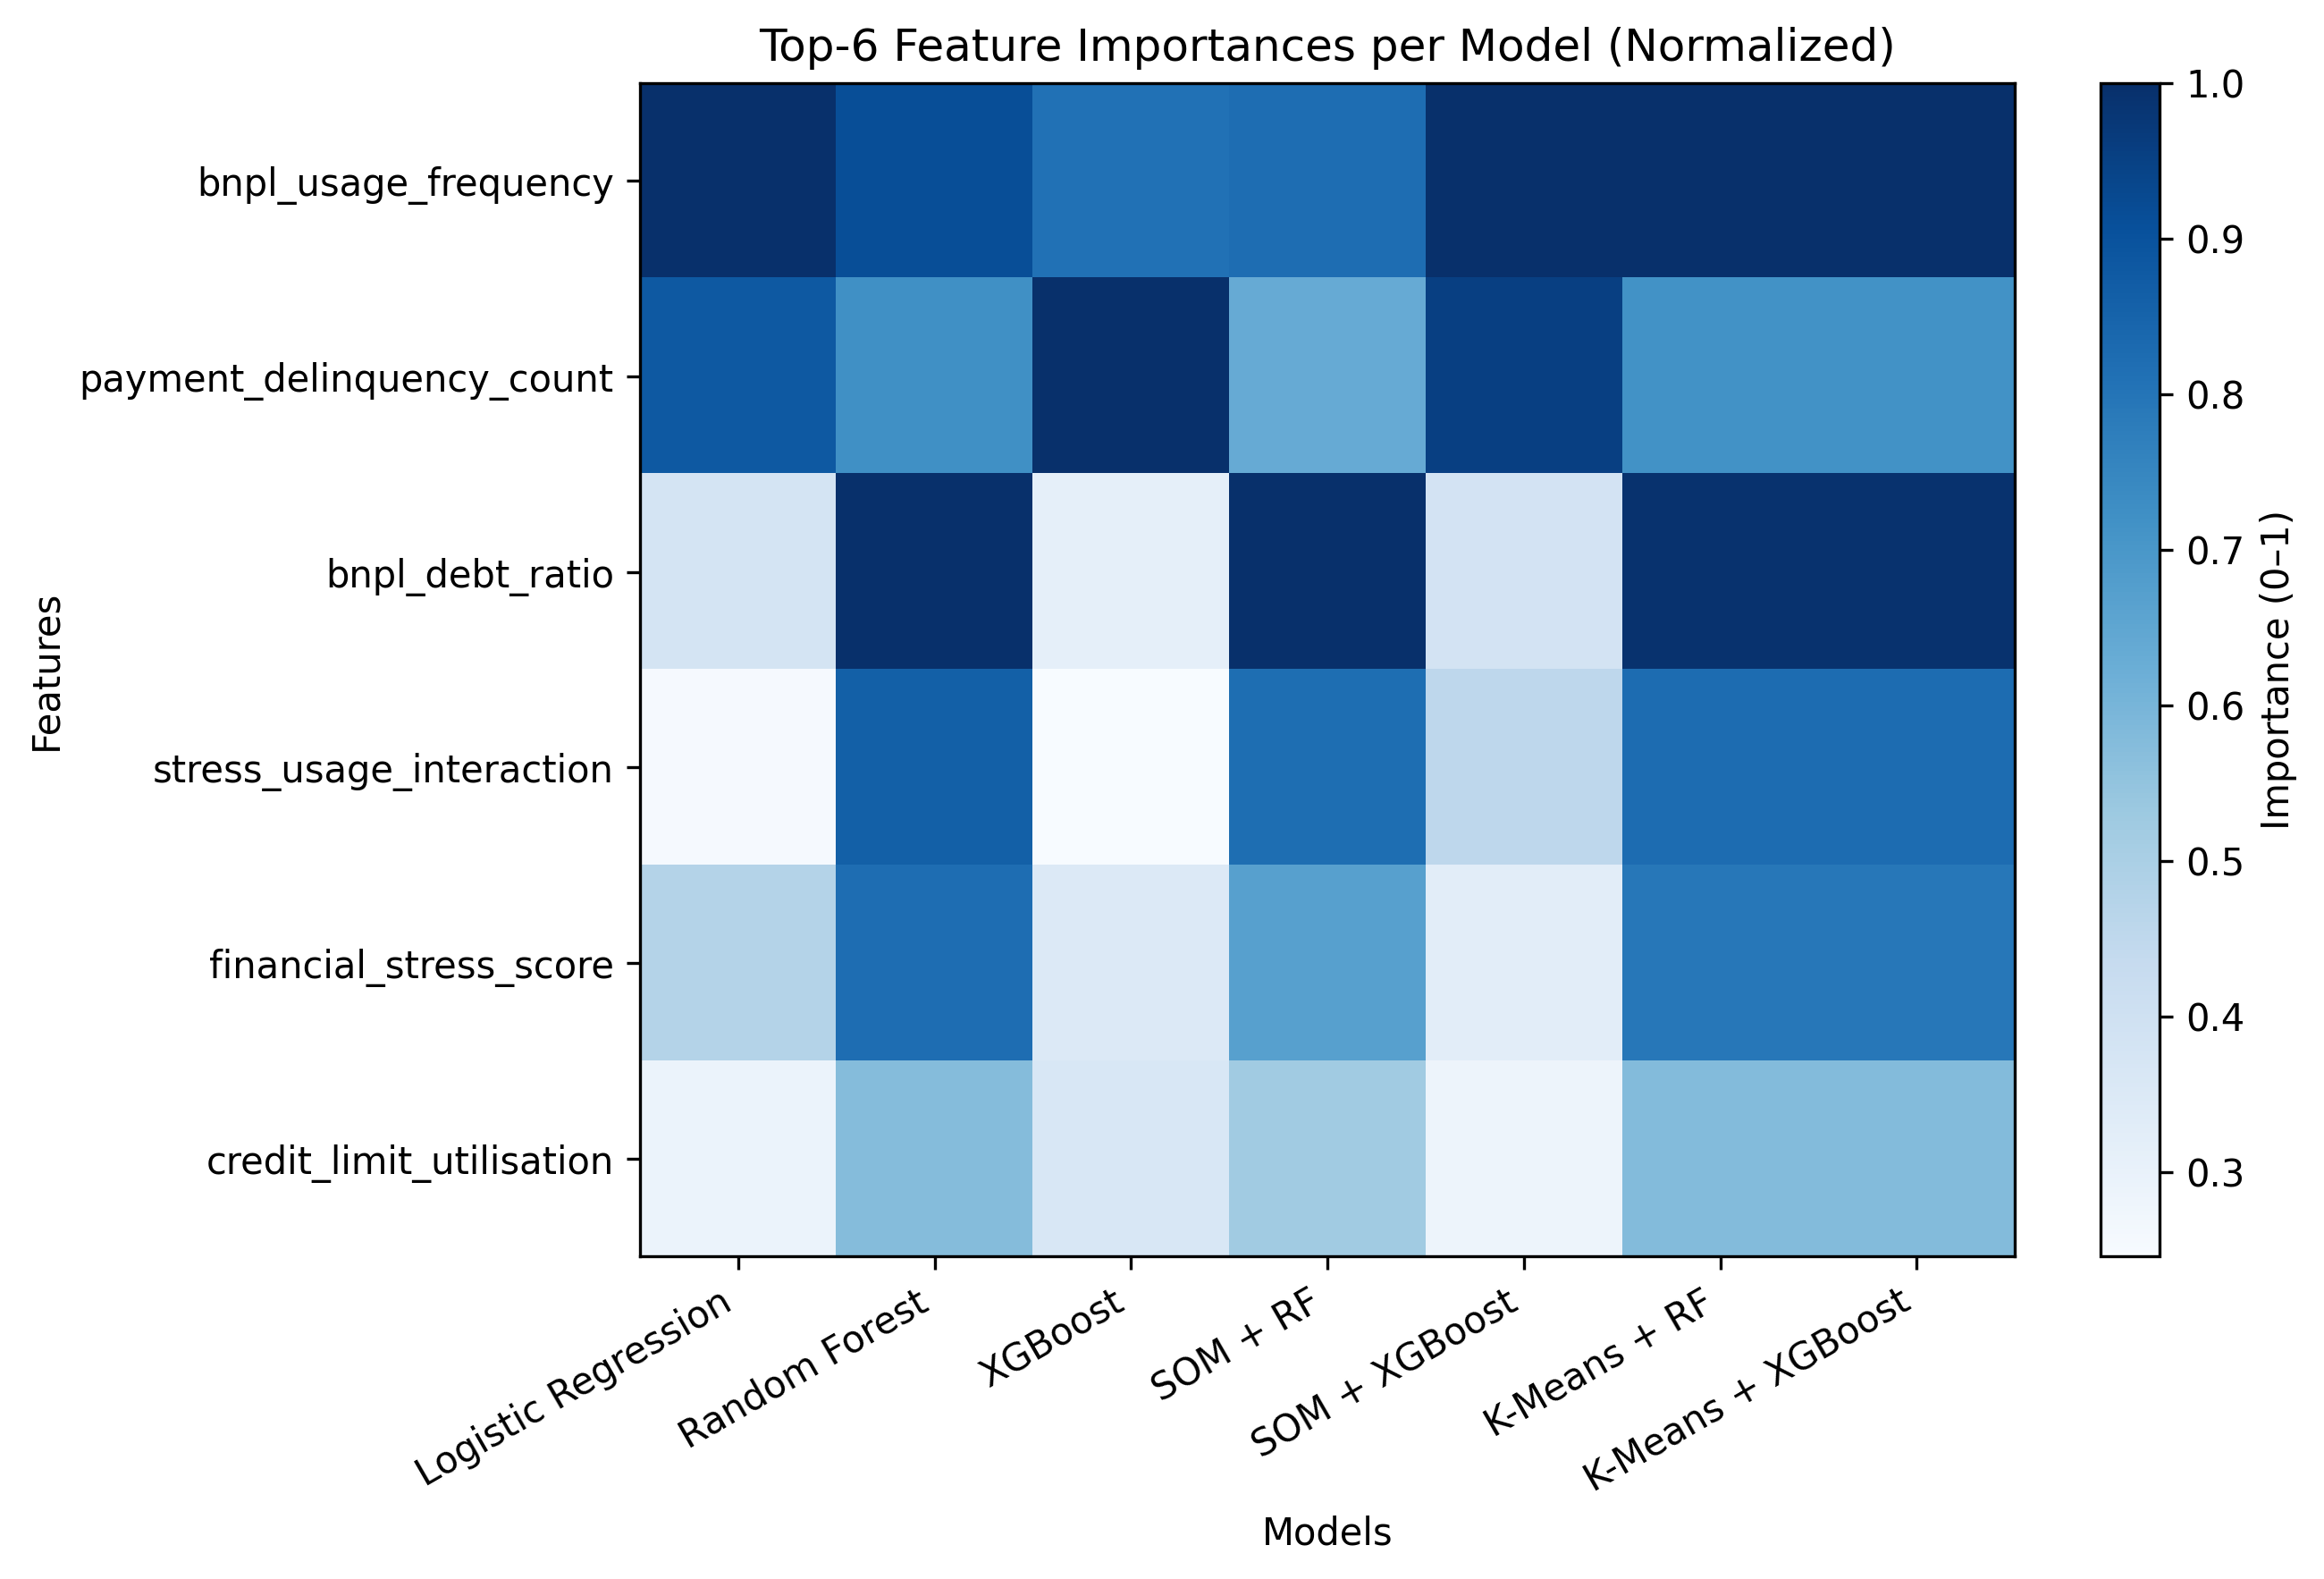 Top-6 Feature Importances per Model (Normalized)
Features
bnpl_usage_frequency
payment_delinquency_count
bnpl_debt_ratio
stress_usage_interaction
financial_stress_score
credit_limit_utilisation
Logistic Regression
Random Forest
XGBoost
SOM + RF
SOM + XGBoost
K-Means + RF
K-Means + XGBoost
Models
1.0
0.9
0.8
0.7
0.6
0.5
0.4
0.3
Importance (0–1)